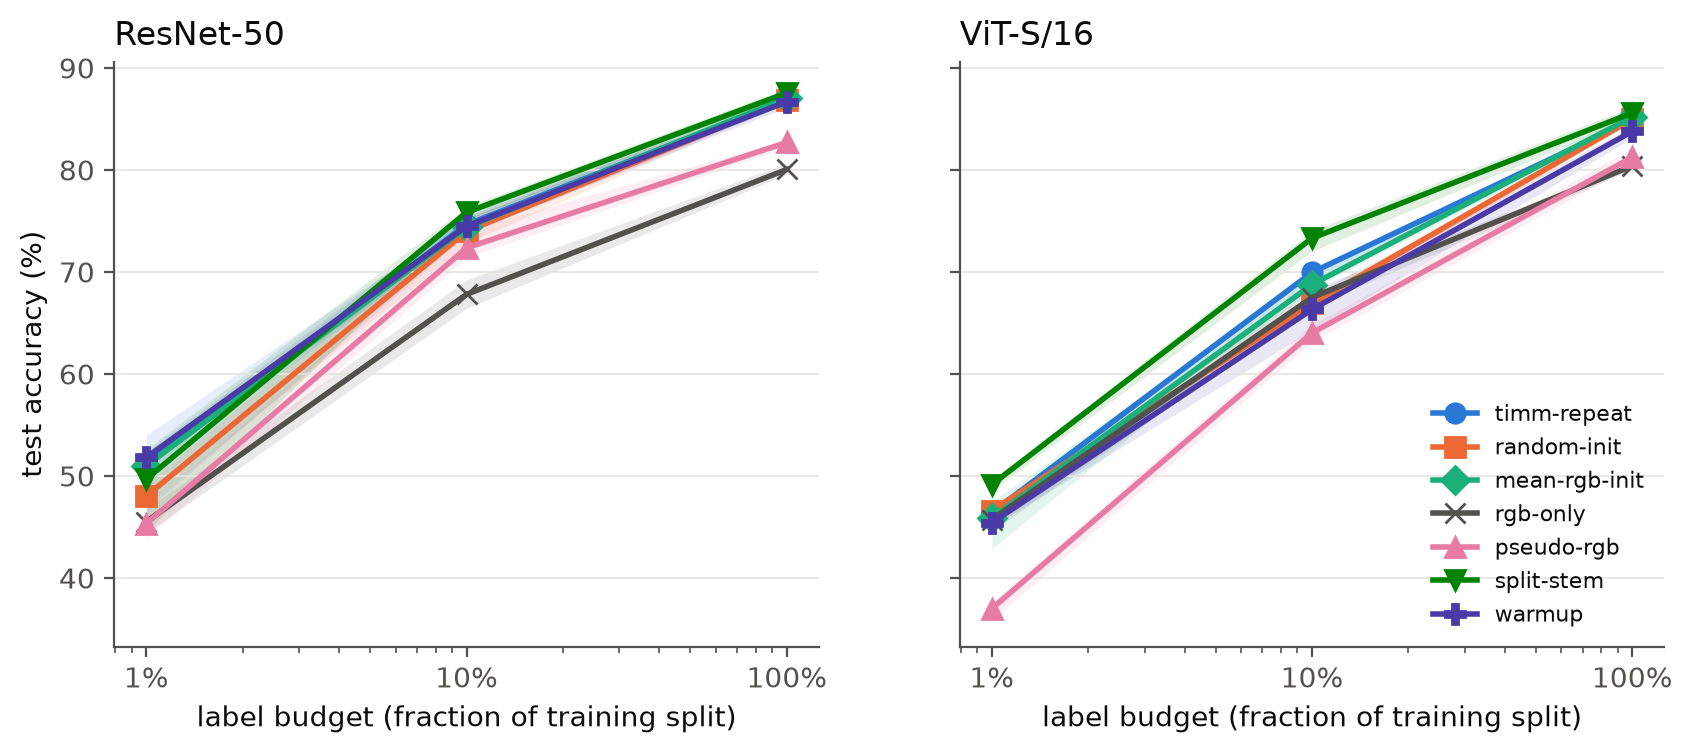 ResNet-50
90
80
70
60
50
40
test accuracy (%)
1%
10%
100%
label budget (fraction of training split)
ViT-S/16
timm-repeat
random-init
mean-rgb-init
rgb-only
pseudo-rgb
split-stem
warmup
1%
10%
100%
label budget (fraction of training split)